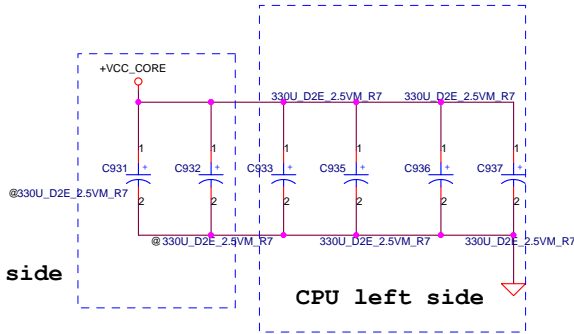 +VCC_CORE
330U_D2E_2.5VM_R7 330U_D2E_2.5VM_R7
1 1 1 1 1 1
C931 + C932 + C933 + C935 + C936 + C937 +
@330U_D2E_2.5VM_R7
2 2 2 2 2 2
@330U_D2E_2.5VM_R7 330U_D2E_2.5VM_R7 330U_D2E_2.5VM_R7
side
CPU left side